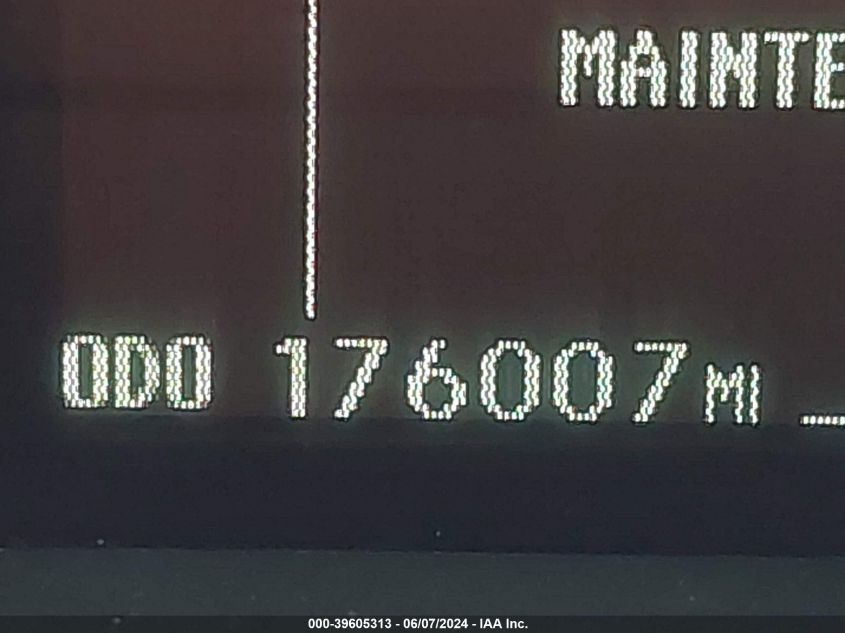 MAINTE
ODO 176007 MI
000-39605313 - 06/07/2024 - IAA Inc.